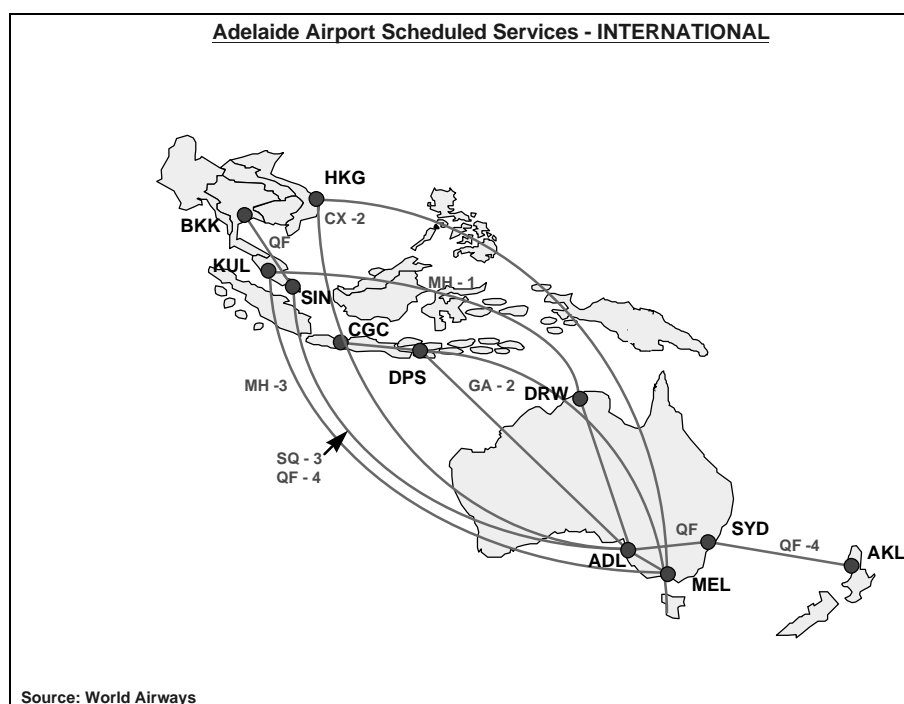 Adelaide Airport Scheduled Services - INTERNATIONAL
HKG
CX -2
BKK
QF
KUL
MH - 1
SIN
CGC
DPS
MH -3
GA - 2
DRW
SQ - 3
QF - 4
QF
SYD
ADL
QF -4
AKL
MEL
Source: World Airways